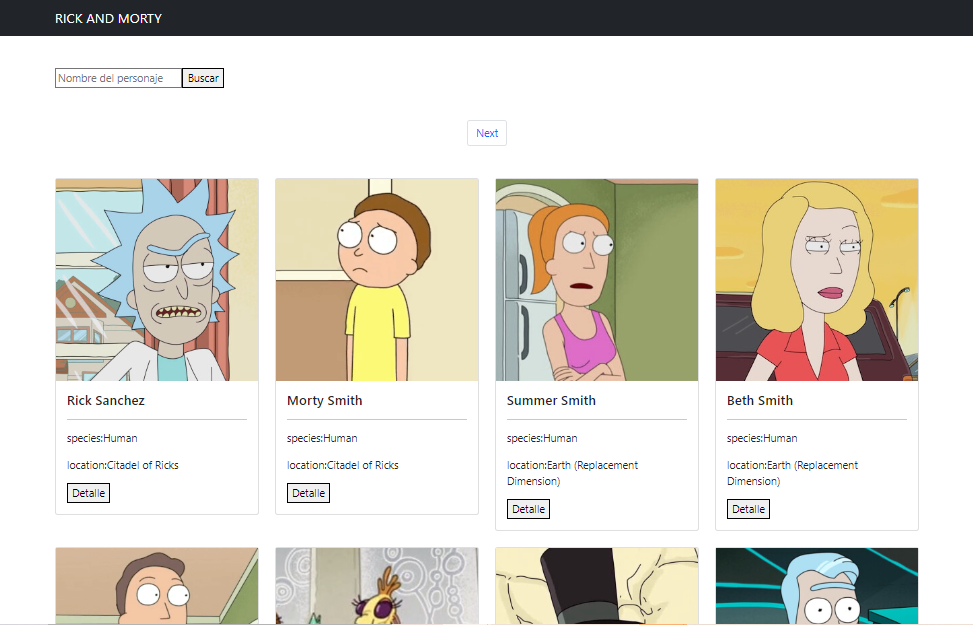 RICK AND MORTY
Nombre del personaje
Buscar
Next
Rick Sanchez
species:Human
location:Citadel of Ricks
Detalle
Morty Smith
species:Human
location:Citadel of Ricks
Detalle
Summer Smith
species:Human
location:Earth (Replacement
Dimension)
Detalle
Beth Smith
species:Human
location:Earth (Replacement
Dimension)
Detalle